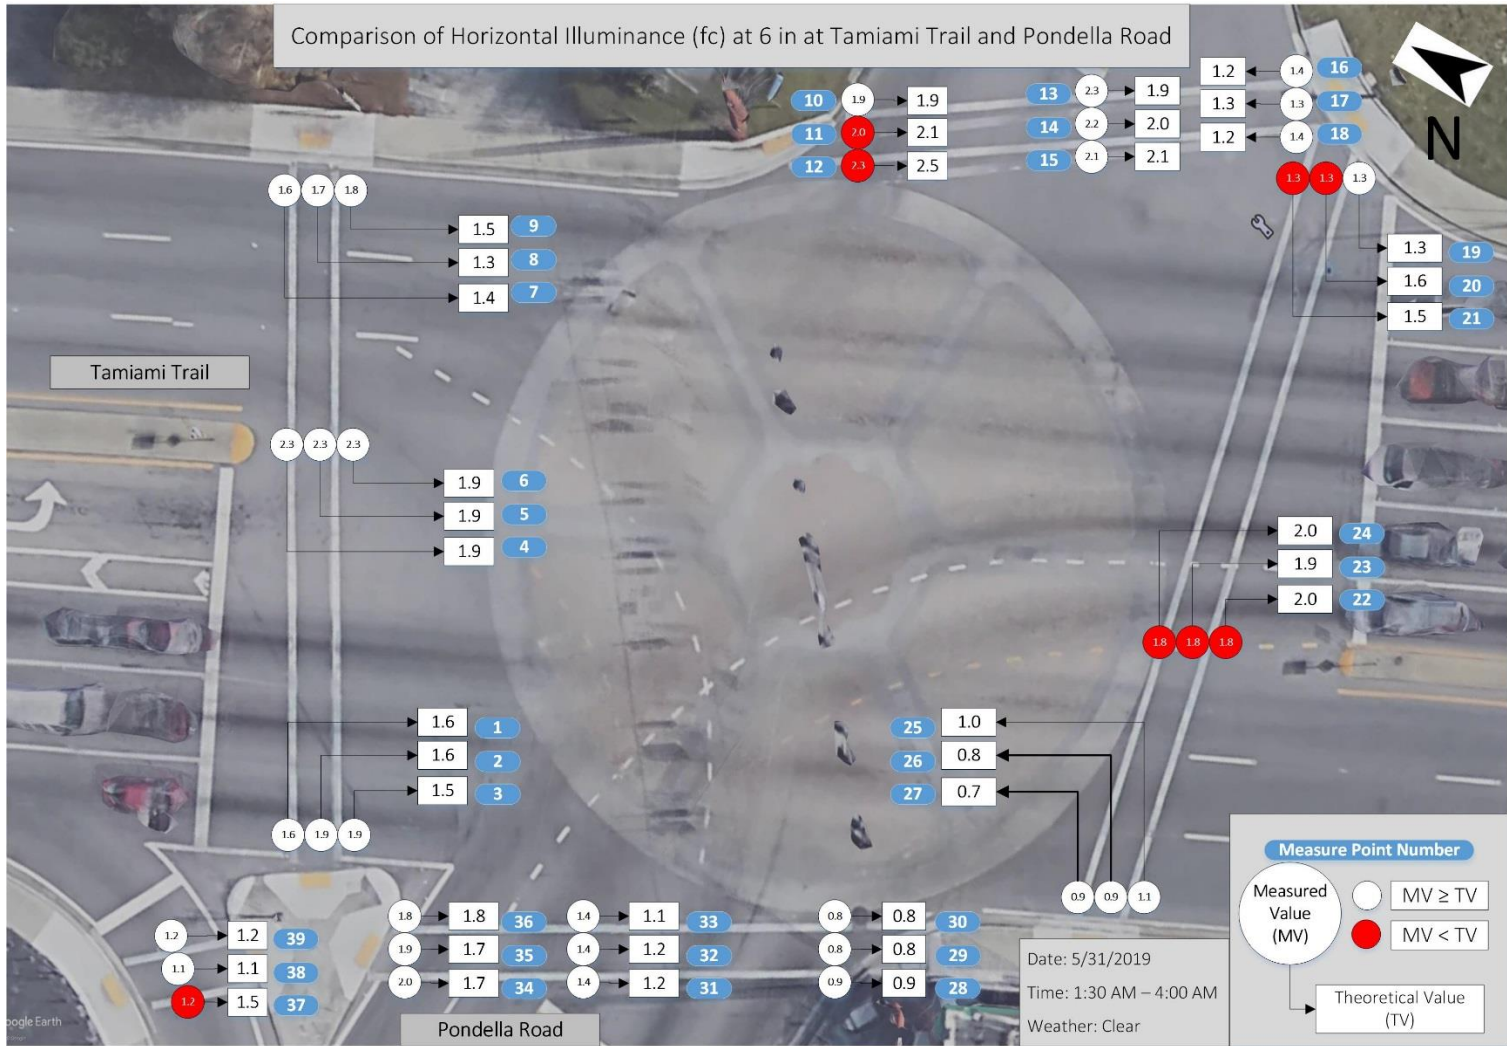 Comparison of Horizontal Illuminance (fc) at 6 in at Tamiami Trail and Pondella Road
N
10 1.9 1.9
11 2.0 2.1
12 2.3 2.5
13 2.3 1.9
14 2.2 2.0
15 2.1 2.1
1.2 1.4 16
1.3 1.3 17
1.2 1.4 18
1.3 1.3 1.3
1.3 19
1.6 20
1.5 21
1.6 1.7 1.8
1.5 9
1.3 8
1.4 7
Tamiami Trail
2.3 2.3 2.3
1.9 6
1.9 5
1.9 4
2.0 24
1.9 23
2.0 22
1.8 1.8 1.8
1.6 1
1.6 2
1.5 3
1.6 1.9 1.9
25 1.0
26 0.8
27 0.7
0.9 0.9 1.1
1.2 1.2 39
1.1 1.1 38
1.2 1.5 37
1.8 1.8 36
1.9 1.7 35
2.0 1.7 34
1.4 1.1 33
1.4 1.2 32
1.4 1.2 31
0.8 0.8 30
0.8 0.8 29
0.9 0.9 28
Pondella Road
oogle Earth
Date: 5/31/2019
Time: 1:30 AM – 4:00 AM
Weather: Clear
Measure Point Number
Measured
Value
(MV)
MV ≥ TV
MV < TV
Theoretical Value
(TV)